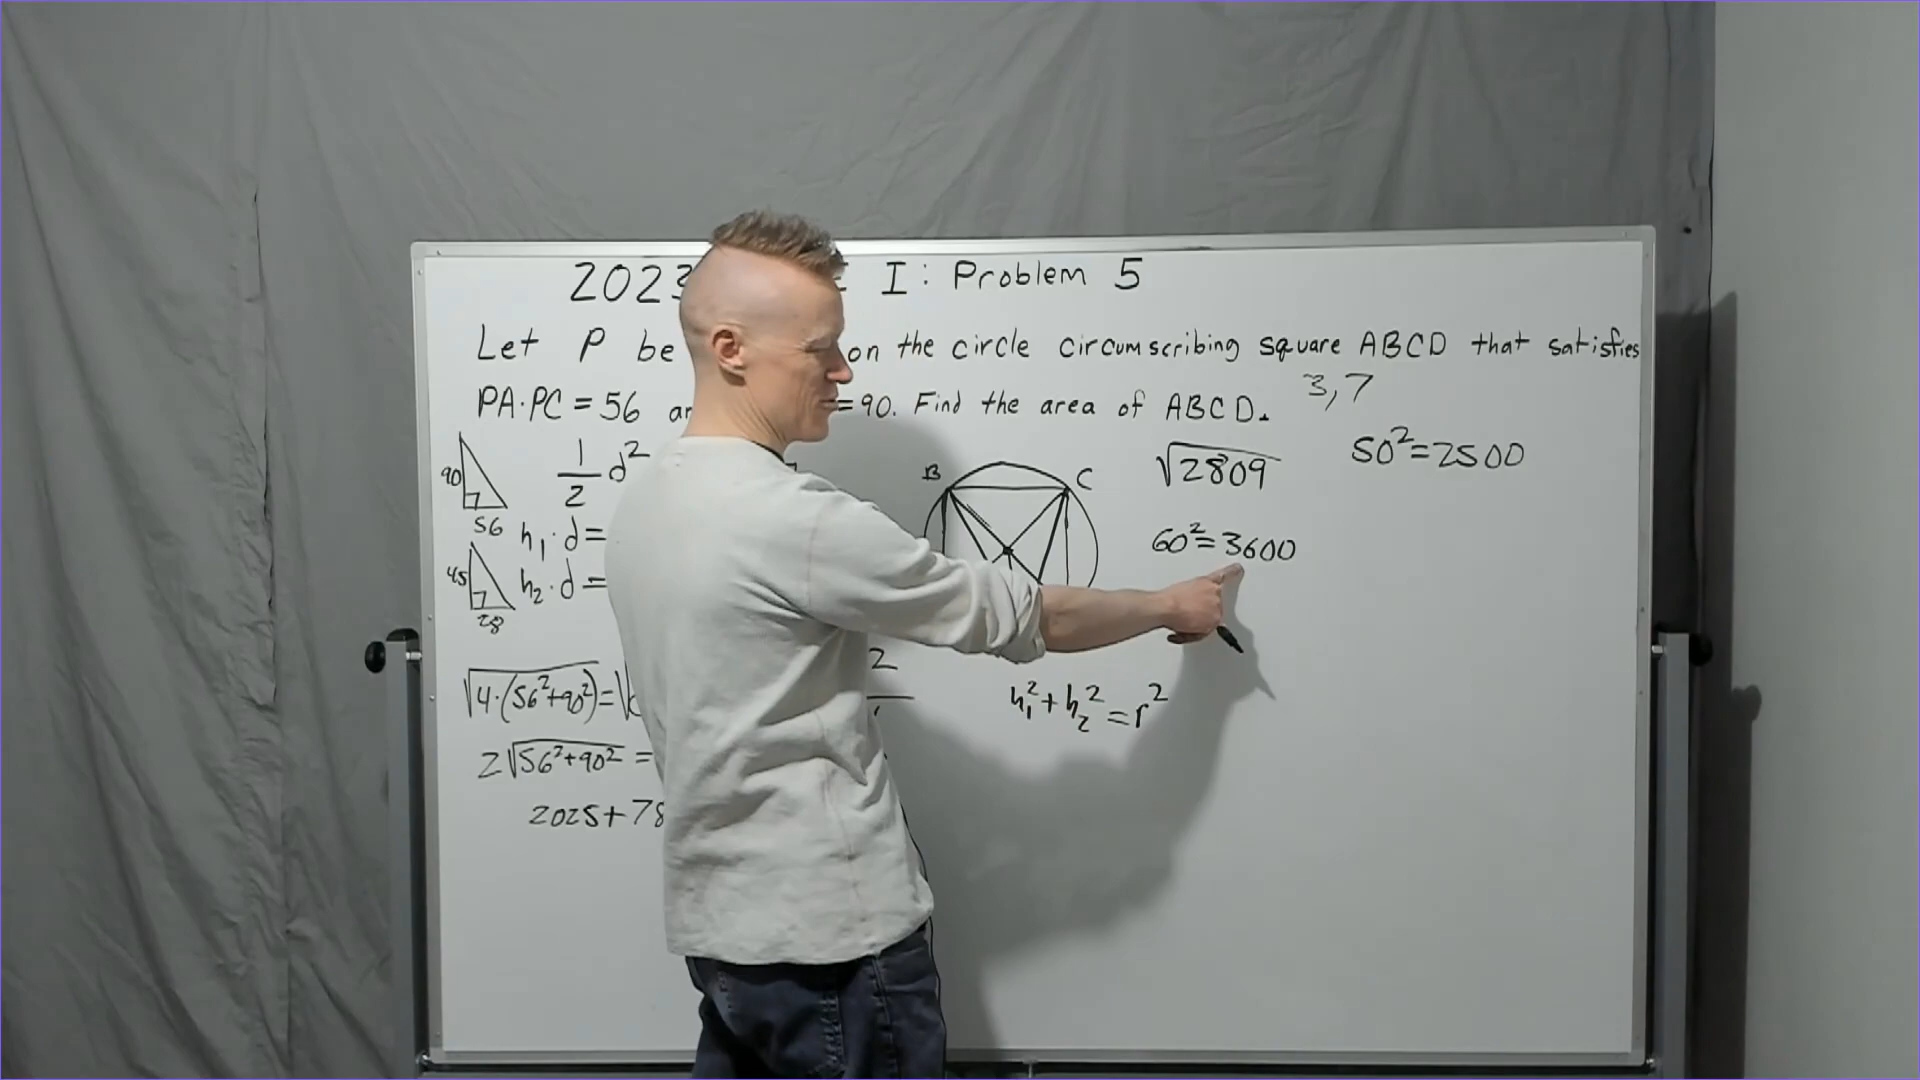 2023 I: Problem 5
Let P be on the circle circumscribing square ABCD that satisfies
PA·PC = 56 =90. Find the area of ABCD.
3,7
90
56
1/2 d²
h₁·d=
45
28
h₂·d=
√4·(56²+90²)=√
2√56²+90² =
2025+78
B
C
2
h₁²+h₂²=r²
√2809
50²=2500
60²=3600